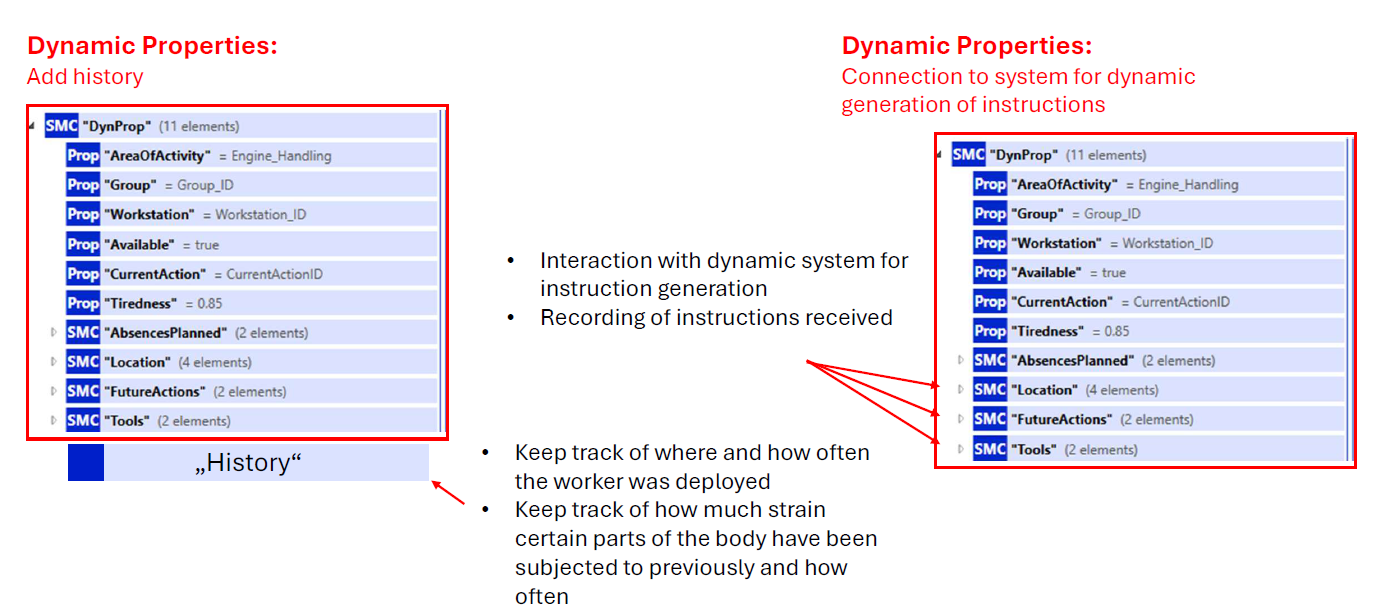 Dynamic Properties:
Add history
SMC "DynProp" (11 elements)
Prop "AreaOfActivity" = Engine_Handling
Prop "Group" = Group_ID
Prop "Workstation" = Workstation_ID
Prop "Available" = true
Prop "CurrentAction" = CurrentActionID
Prop "Tiredness" = 0.85
SMC "AbsencesPlanned" (2 elements)
SMC "Location" (4 elements)
SMC "FutureActions" (2 elements)
SMC "Tools" (2 elements)
„History“
• Interaction with dynamic system for
instruction generation
• Recording of instructions received
• Keep track of where and how often
the worker was deployed
• Keep track of how much strain
certain parts of the body have been
subjected to previously and how
often
Dynamic Properties:
Connection to system for dynamic
generation of instructions
SMC "DynProp" (11 elements)
Prop "AreaOfActivity" = Engine_Handling
Prop "Group" = Group_ID
Prop "Workstation" = Workstation_ID
Prop "Available" = true
Prop "CurrentAction" = CurrentActionID
Prop "Tiredness" = 0.85
SMC "AbsencesPlanned" (2 elements)
SMC "Location" (4 elements)
SMC "FutureActions" (2 elements)
SMC "Tools" (2 elements)